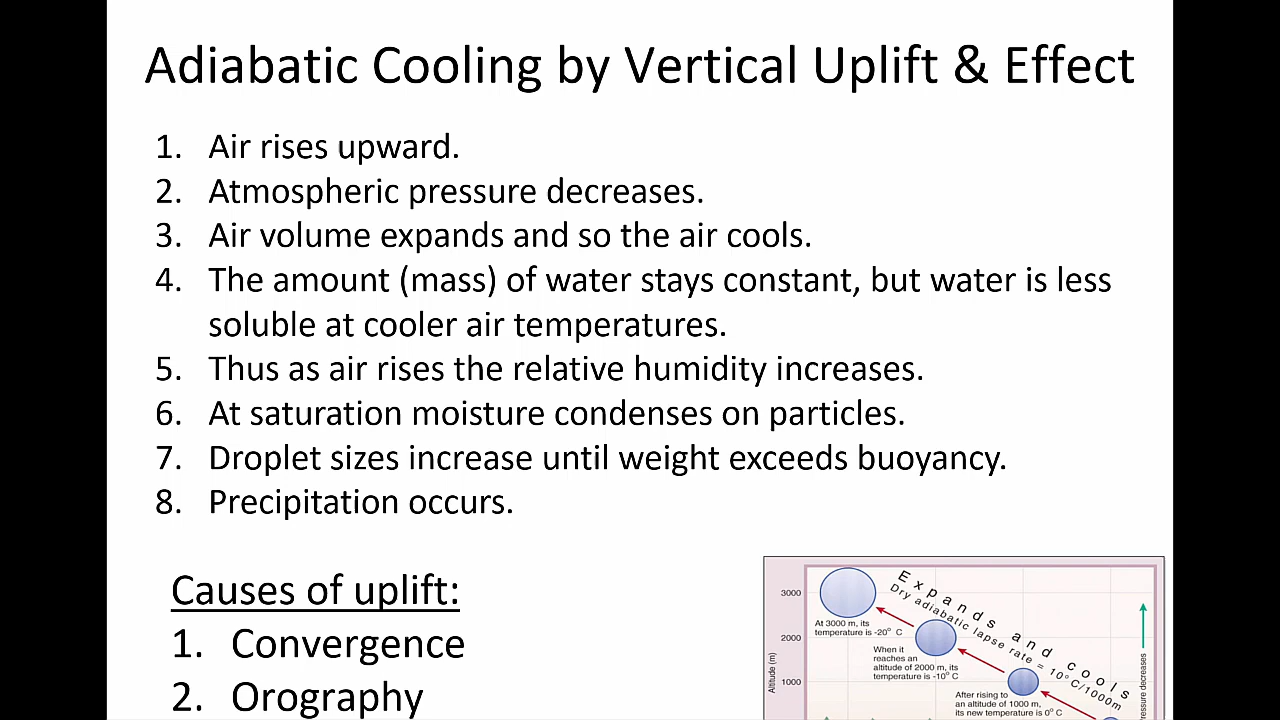 Adiabatic Cooling by Vertical Uplift & Effect
1. Air rises upward.
2. Atmospheric pressure decreases.
3. Air volume expands and so the air cools.
4. The amount (mass) of water stays constant, but water is less
soluble at cooler air temperatures.
5. Thus as air rises the relative humidity increases.
6. At saturation moisture condenses on particles.
7. Droplet sizes increase until weight exceeds buoyancy.
8. Precipitation occurs.
Causes of uplift:
1. Convergence
2. Orography
Altitude (m)
3000
2000
1000
Expands and cools
Dry adiabatic lapse rate = 10° C/1000m
At 3000 m, its
temperature is -20° C
When it
reaches an
altitude of 2000 m, its
temperature is -10° C
After rising to
an altitude of 1000 m,
its new temperature is 0° C
decreases